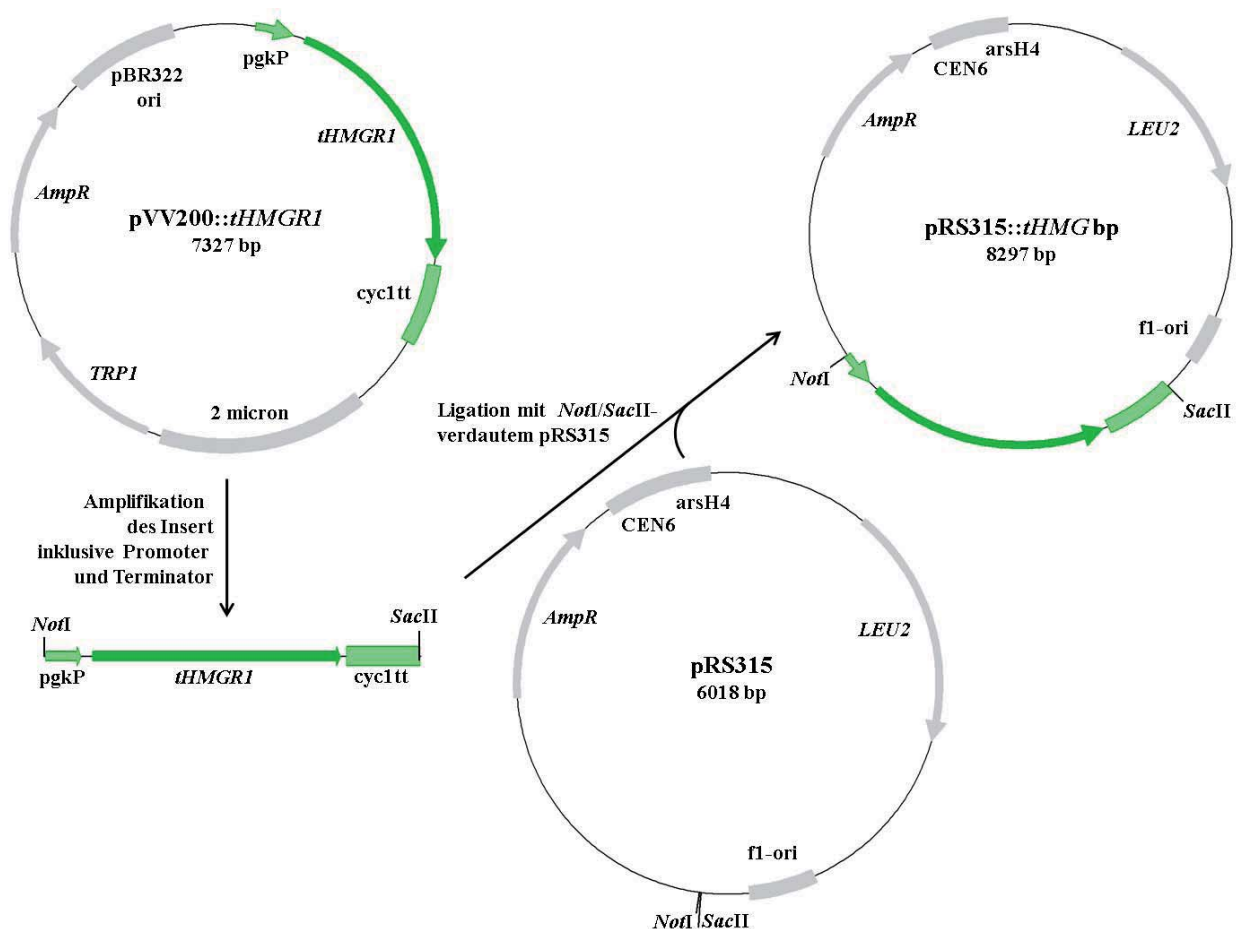 pBR322
ori
pgkP
tHMGR1
AmpR
pVV200::tHMGR1
7327 bp
cyc1tt
TRP1
2 micron
arsH4
CEN6
AmpR
LEU2
pRS315::tHMG bp
8297 bp
f1-ori
NotI
SacII
Ligation mit NotI/SacII-
verdautem pRS315
Amplifikation
des Insert
inklusive Promoter
und Terminator
NotI
SacII
pgkP
tHMGR1
cyc1tt
arsH4
CEN6
AmpR
LEU2
pRS315
6018 bp
f1-ori
NotI
SacII